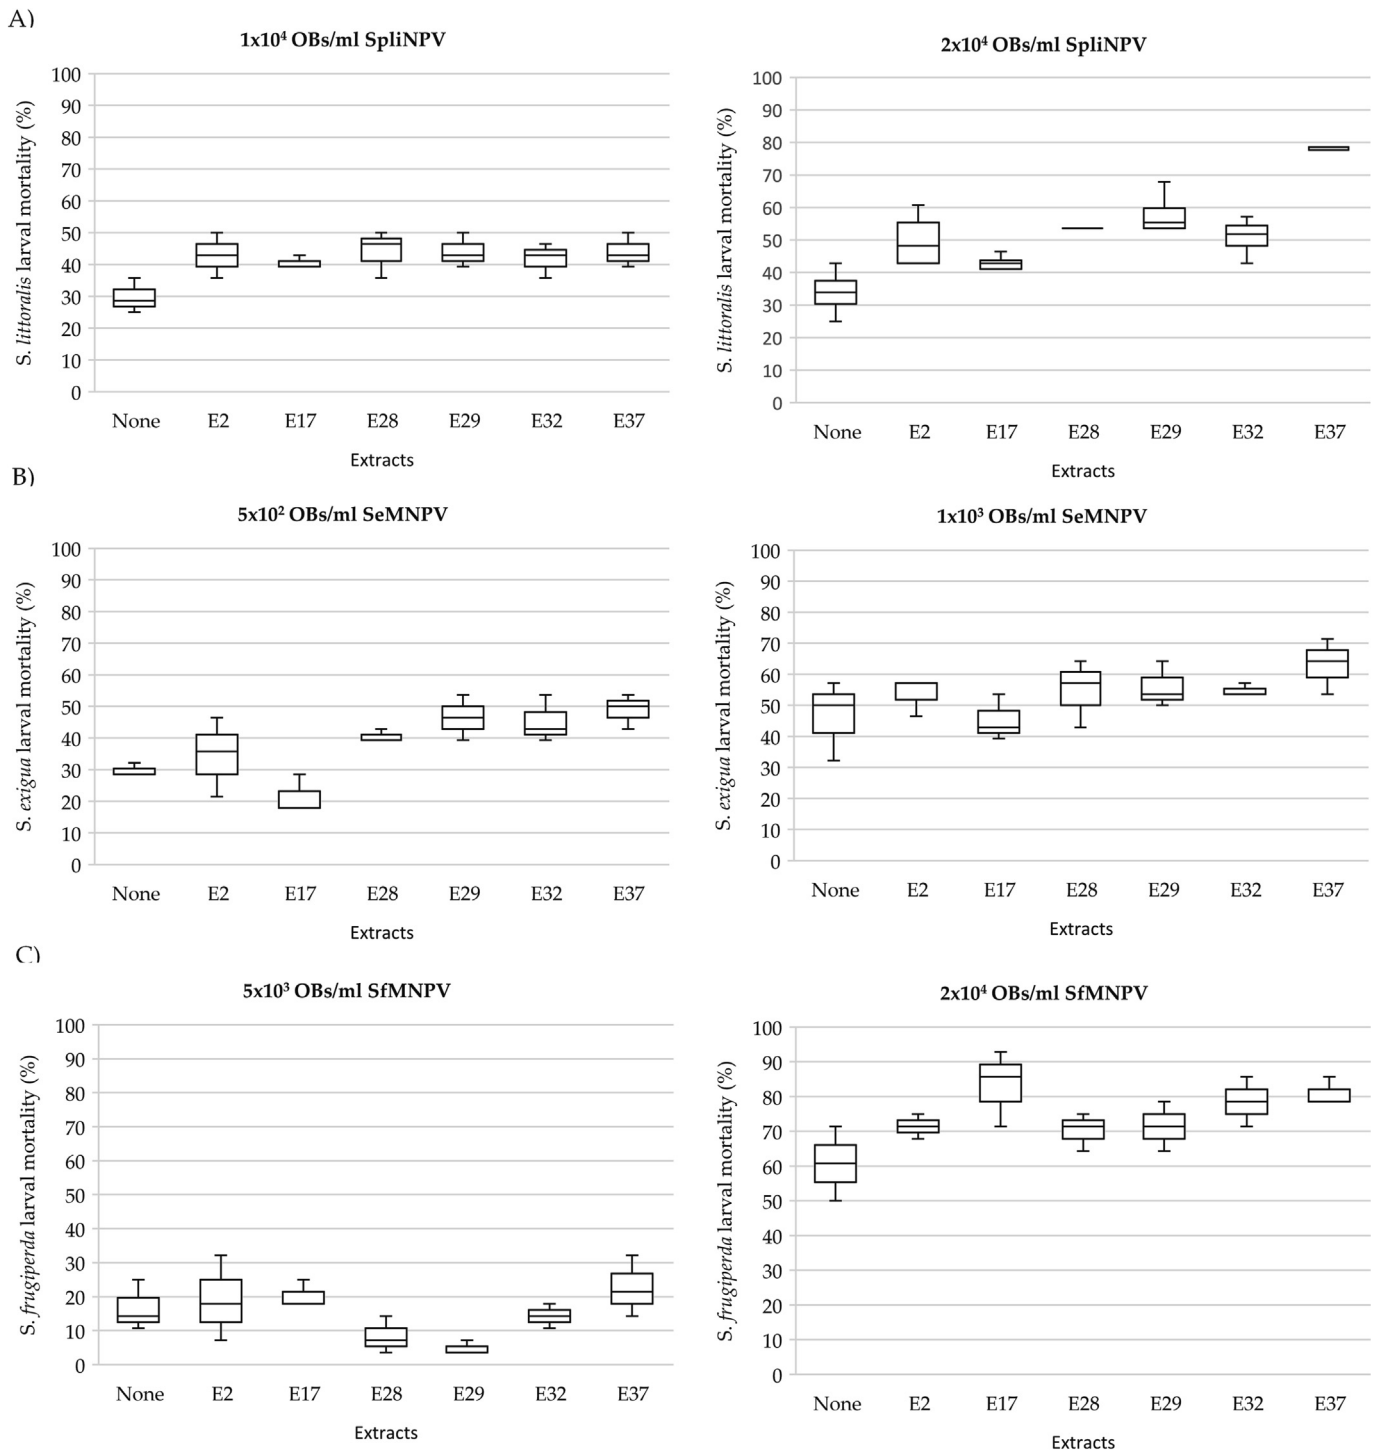 A)
1x10⁴ OBs/ml SpliNPV
S. littoralis larval mortality (%)
100
90
80
70
60
50
40
30
20
10
0
None E2 E17 E28 E29 E32 E37
Extracts
2x10⁴ OBs/ml SpliNPV
S. littoralis larval mortality (%)
100
90
80
70
60
50
40
30
20
10
0
None E2 E17 E28 E29 E32 E37
Extracts
B)
5x10² OBs/ml SeMNPV
S. exigua larval mortality (%)
100
90
80
70
60
50
40
30
20
10
0
None E2 E17 E28 E29 E32 E37
Extracts
1x10³ OBs/ml SeMNPV
S. exigua larval mortality (%)
100
90
80
70
60
50
40
30
20
10
0
None E2 E17 E28 E29 E32 E37
Extracts
C)
5x10³ OBs/ml SfMNPV
S. frugiperda larval mortality (%)
100
90
80
70
60
50
40
30
20
10
0
None E2 E17 E28 E29 E32 E37
Extracts
2x10⁴ OBs/ml SfMNPV
S. frugiperda larval mortality (%)
100
90
80
70
60
50
40
30
20
10
0
None E2 E17 E28 E29 E32 E37
Extracts